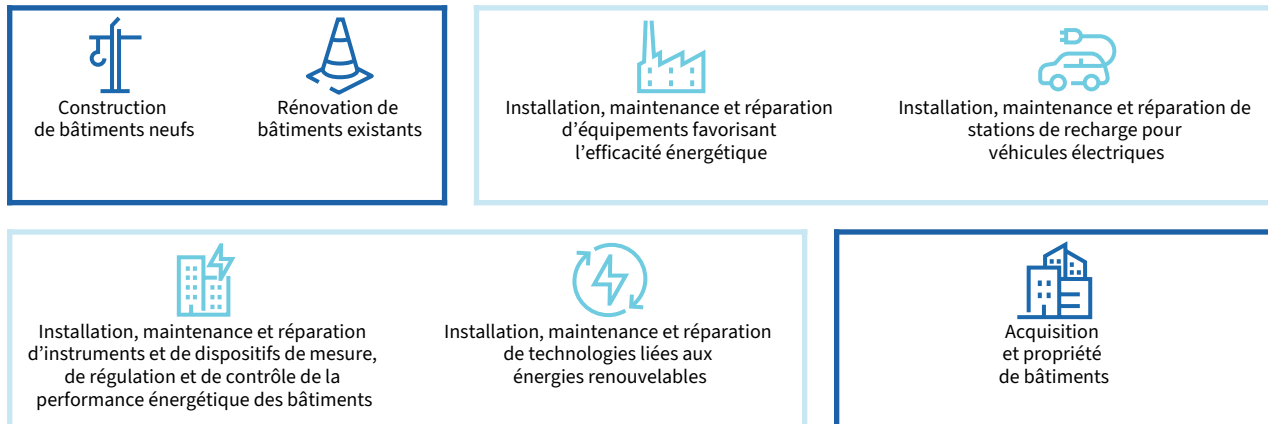 Construction
de bâtiments neufs
Rénovation de
bâtiments existants
Installation, maintenance et réparation
d’équipements favorisant
l’efficacité énergétique
Installation, maintenance et réparation de
stations de recharge pour
véhicules électriques
Installation, maintenance et réparation
d’instruments et de dispositifs de mesure,
de régulation et de contrôle de la
performance énergétique des bâtiments
Installation, maintenance et réparation
de technologies liées aux
énergies renouvelables
Acquisition
et propriété
de bâtiments